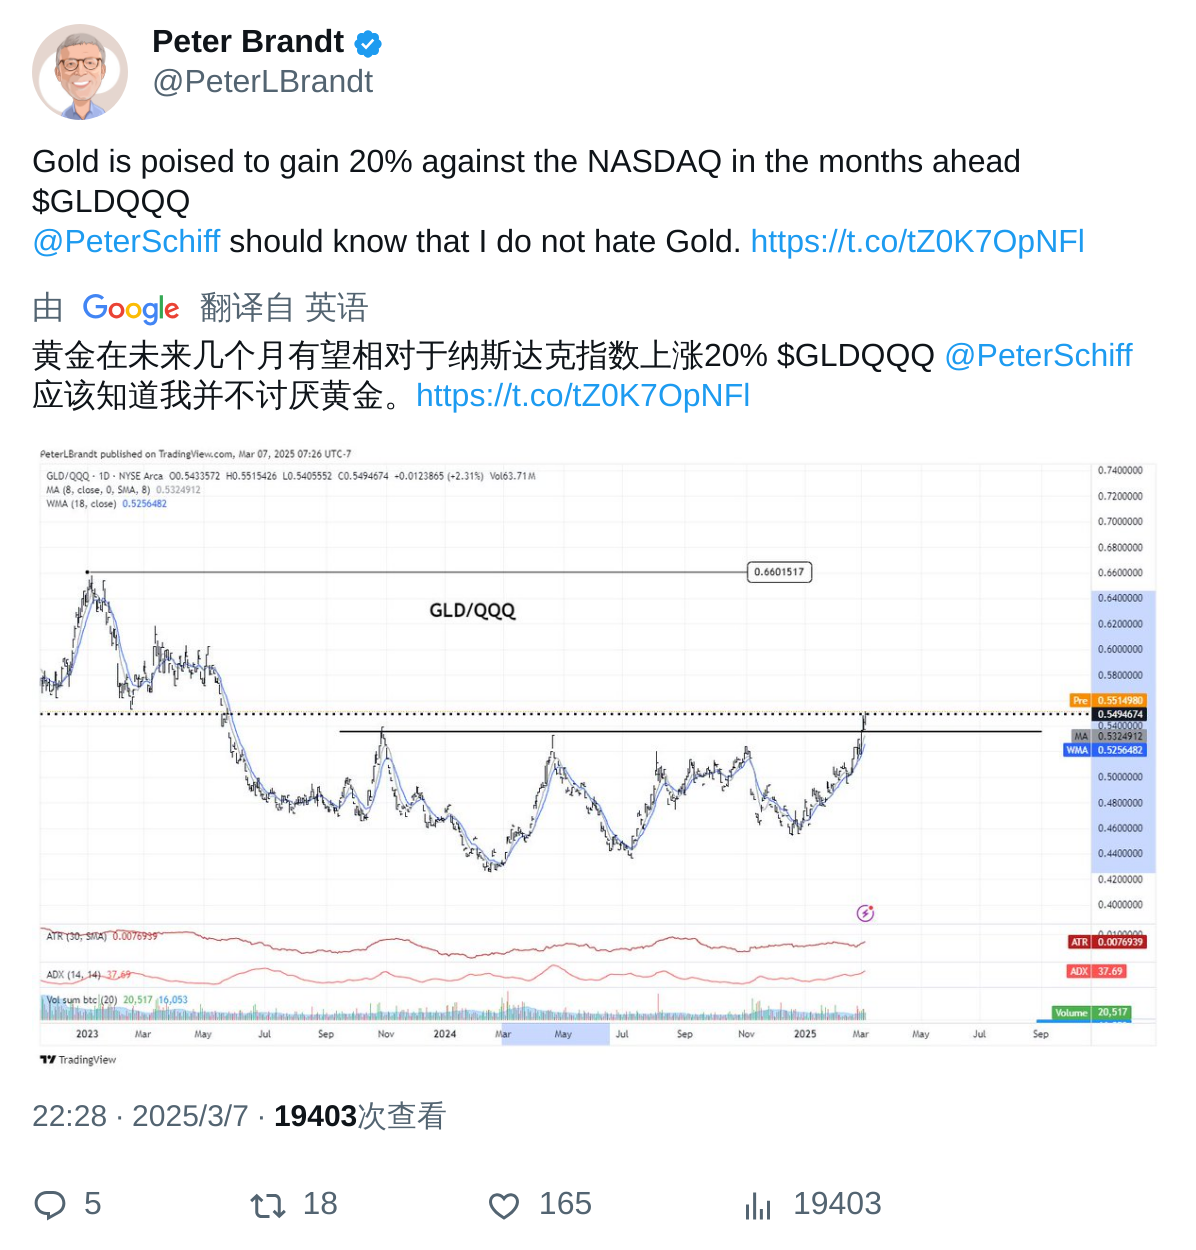 Peter Brandt
@PeterLBrandt
Gold is poised to gain 20% against the NASDAQ in the months ahead
$GLDQQQ
@PeterSchiff should know that I do not hate Gold. https://t.co/tZ0K7OpNFl
由 Google 翻译自 英语
黄金在未来几个月有望相对于纳斯达克指数上涨20% $GLDQQQ @PeterSchiff
应该知道我并不讨厌黄金。https://t.co/tZ0K7OpNFl
PeterLBrandt published on TradingView.com, Mar 07, 2025 07:26 UTC-7
GLD/QQQ · 1D · NYSE Arca O0.5433572 H0.5515426 L0.5405552 C0.5494674 +0.0123865 (+2.31%) Vol63.71M
MA (8, close, 0, SMA, 8) 0.5324912
WMA (18, close) 0.5256482
0.7400000
0.7200000
0.7000000
0.6800000
0.6601517
0.6600000
GLD/QQQ
0.6400000
0.6200000
0.6000000
0.5800000
Pre 0.5514980
0.5494674
0.5400000
MA 0.5324912
WMA 0.5256482
0.5000000
0.4800000
0.4600000
0.4400000
0.4200000
0.4000000
ATR (30, SMA) 0.0076939
0.0100000
ATR 0.0076939
ADX (14, 14) 37.69
ADX 37.69
Vol sum btc (20) 20,517 16,053
Volume 20,517
2023 Mar May Jul Sep Nov 2024 Mar May Jul Sep Nov 2025 Mar May Jul Sep
TradingView
22:28 · 2025/3/7 · 19403次查看
5 18 165 19403